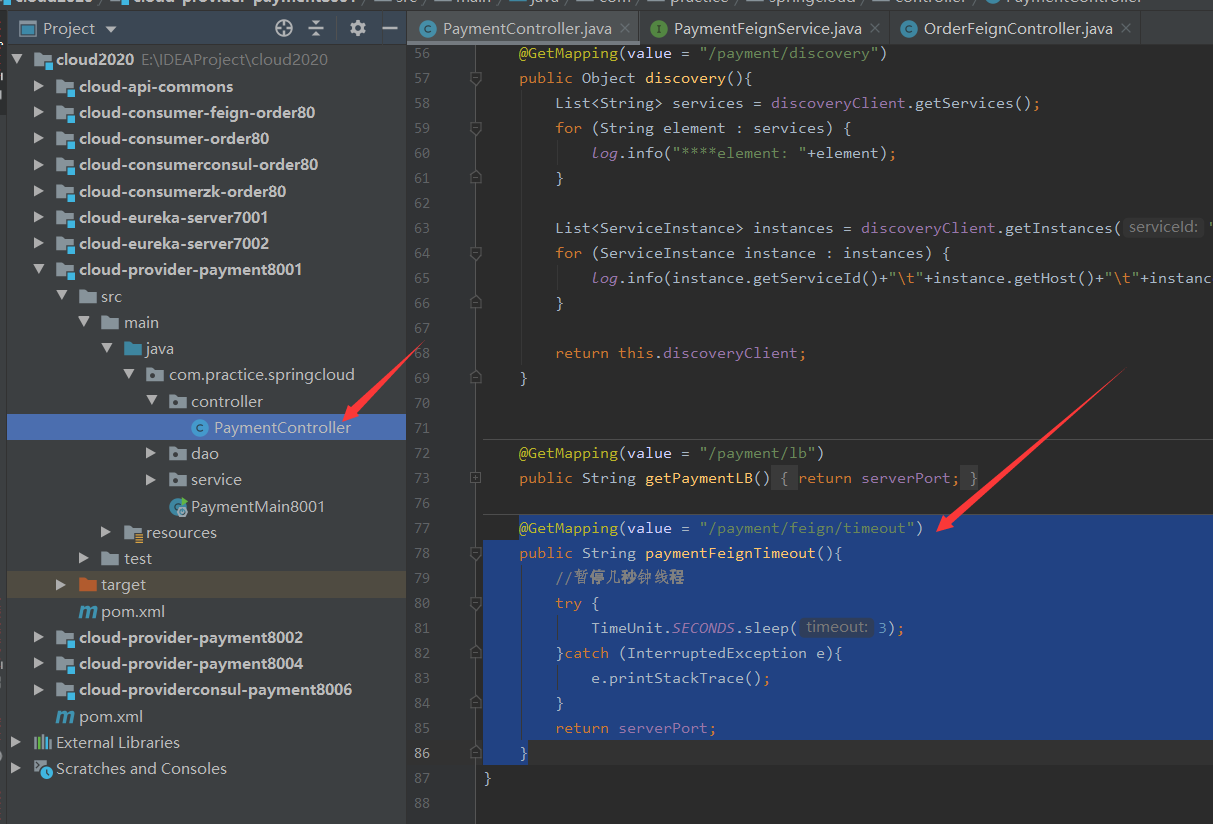 Project
cloud2020 E:\IDEAProject\cloud2020
cloud-api-commons
cloud-consumer-feign-order80
cloud-consumer-order80
cloud-consumerconsul-order80
cloud-consumerzk-order80
cloud-eureka-server7001
cloud-eureka-server7002
cloud-provider-payment8001
src
main
java
com.practice.springcloud
controller
PaymentController
dao
service
PaymentMain8001
resources
test
target
pom.xml
cloud-provider-payment8002
cloud-provider-payment8004
cloud-providerconsul-payment8006
pom.xml
External Libraries
Scratches and Consoles
PaymentController.java
PaymentFeignService.java
OrderFeignController.java
56 @GetMapping(value = "/payment/discovery")
57 public Object discovery(){
58 List<String> services = discoveryClient.getServices();
59 for (String element : services) {
60 log.info("****element: "+element);
61 }
62
63 List<ServiceInstance> instances = discoveryClient.getInstances( serviceId: "
64 for (ServiceInstance instance : instances) {
65 log.info(instance.getServiceId()+"\t"+instance.getHost()+"\t"+instanc
66 }
67
68 return this.discoveryClient;
69 }
70
71
72 @GetMapping(value = "/payment/lb")
73 public String getPaymentLB() { return serverPort; }
76
77 @GetMapping(value = "/payment/feign/timeout")
78 public String paymentFeignTimeout(){
79 //暂停几秒钟线程
80 try {
81 TimeUnit.SECONDS.sleep( timeout: 3);
82 }catch (InterruptedException e){
83 e.printStackTrace();
84 }
85 return serverPort;
86 }
87 }
88